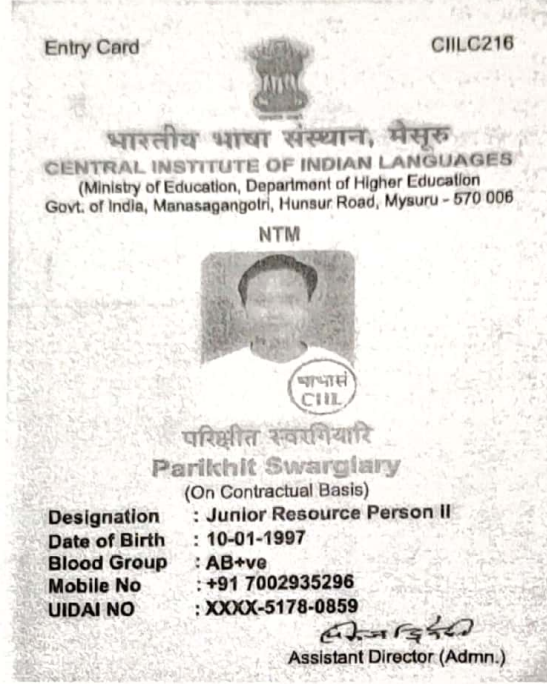 Entry Card
CIILC216
भारतीय भाषा संस्थान, मैसूरु
CENTRAL INSTITUTE OF INDIAN LANGUAGES
(Ministry of Education, Department of Higher Education
Govt. of India, Manasagangotri, Hunsur Road, Mysuru - 570 006
NTM
भाभासं
CIIL
परिक्षीत स्वरगियारि
Parikhit Swargiary
(On Contractual Basis)
Designation : Junior Resource Person II
Date of Birth : 10-01-1997
Blood Group : AB+ve
Mobile No : +91 7002935296
UIDAI NO : XXXX-5178-0859
Assistant Director (Admn.)